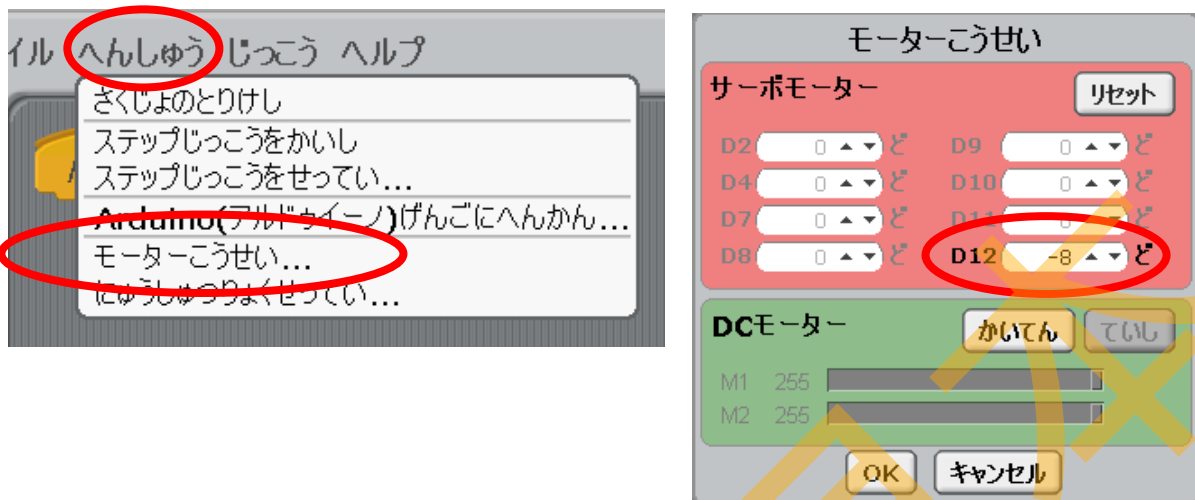 イル へんしゅう じっこう ヘルプ
さくじょのとりけし
ステップじっこうをかいし
ステップじっこうをせってい...
Arduino(アルドゥイーノ)げんごにへんかん...
モーターこうせい...
にゅうしゅつりょくせってい...
モーターこうせい
サーボモーター リセット
D2 0 ど D9 0 ど
D4 0 ど D10 0 ど
D7 0 ど D11 0 ど
D8 0 ど D12 -8 ど
DCモーター かいてん ていし
M1 255
M2 255
OK キャンセル